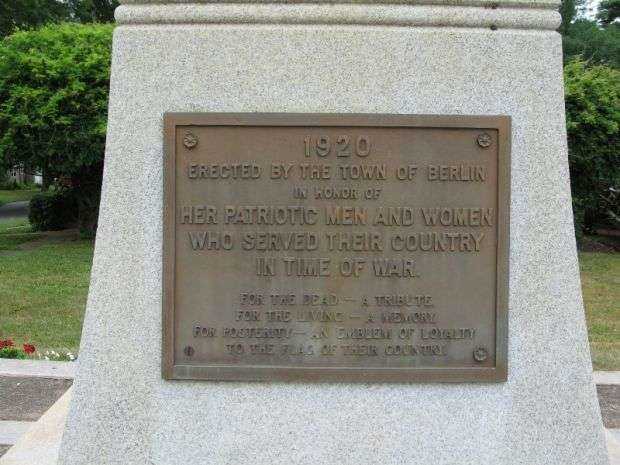 1920
ERECTED BY THE TOWN OF BERLIN
IN HONOR OF
HER PATRIOTIC MEN AND WOMEN
WHO SERVED THEIR COUNTRY
IN TIME OF WAR.
FOR THE DEAD — A TRIBUTE.
FOR THE LIVING — A MEMORY.
FOR POSTERITY — AN EMBLEM OF LOYALTY
TO THE FLAG OF THEIR COUNTRY.